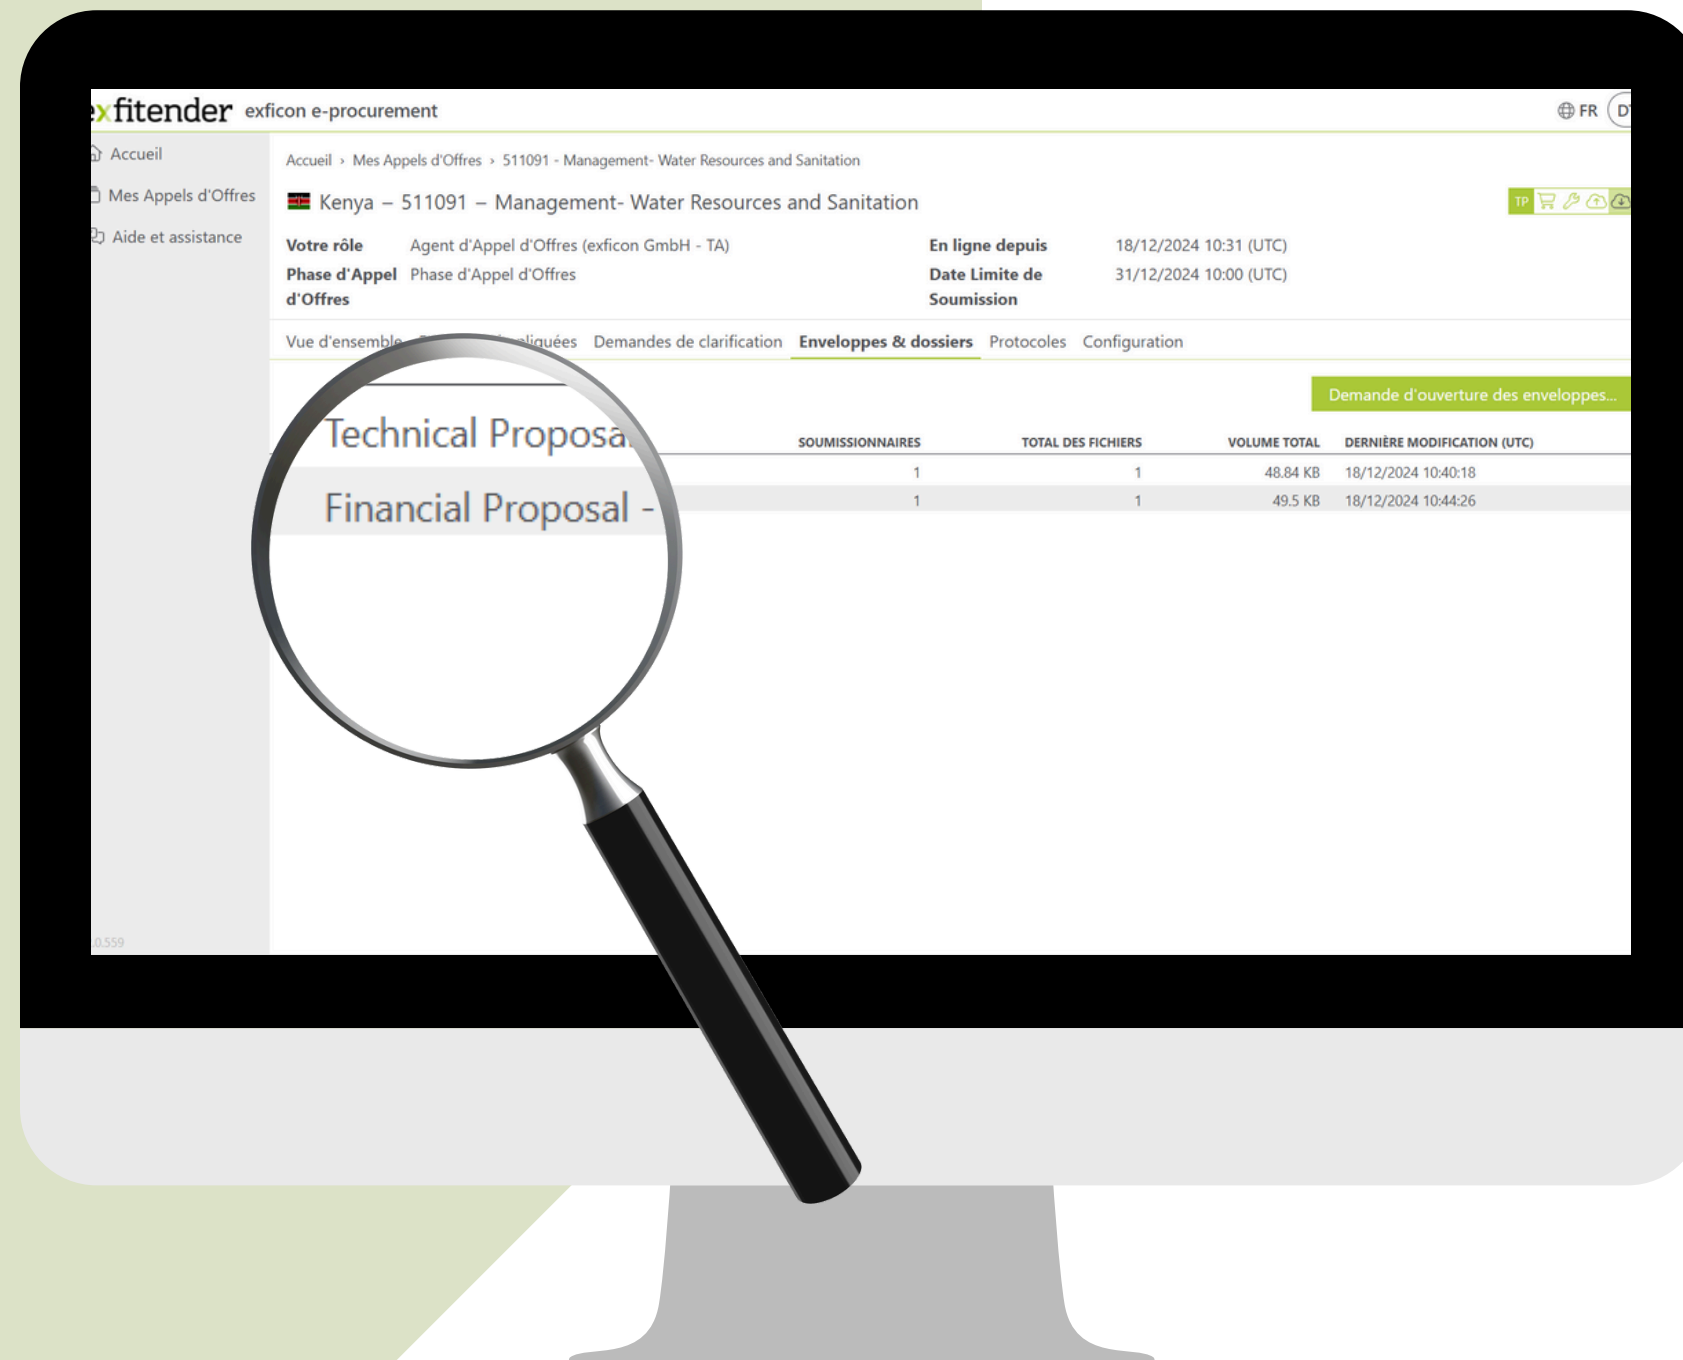 exfitender exficon e-procurement
FR
Accueil
Mes Appels d'Offres
Aide et assistance
Accueil › Mes Appels d'Offres › 511091 - Management- Water Resources and Sanitation
Kenya – 511091 – Management- Water Resources and Sanitation
TP
Votre rôle Agent d'Appel d'Offres (exficon GmbH - TA)
En ligne depuis 18/12/2024 10:31 (UTC)
Phase d'Appel d'Offres Phase d'Appel d'Offres
Date Limite de Soumission 31/12/2024 10:00 (UTC)
Vue d'ensemble Demandes de clarification Enveloppes & dossiers Protocoles Configuration
Demande d'ouverture des enveloppes...
SOUMISSIONNAIRES TOTAL DES FICHIERS VOLUME TOTAL DERNIÈRE MODIFICATION (UTC)
Technical Proposal 1 1 48.84 KB 18/12/2024 10:40:18
Financial Proposal - 1 1 49.5 KB 18/12/2024 10:44:26
.0.559